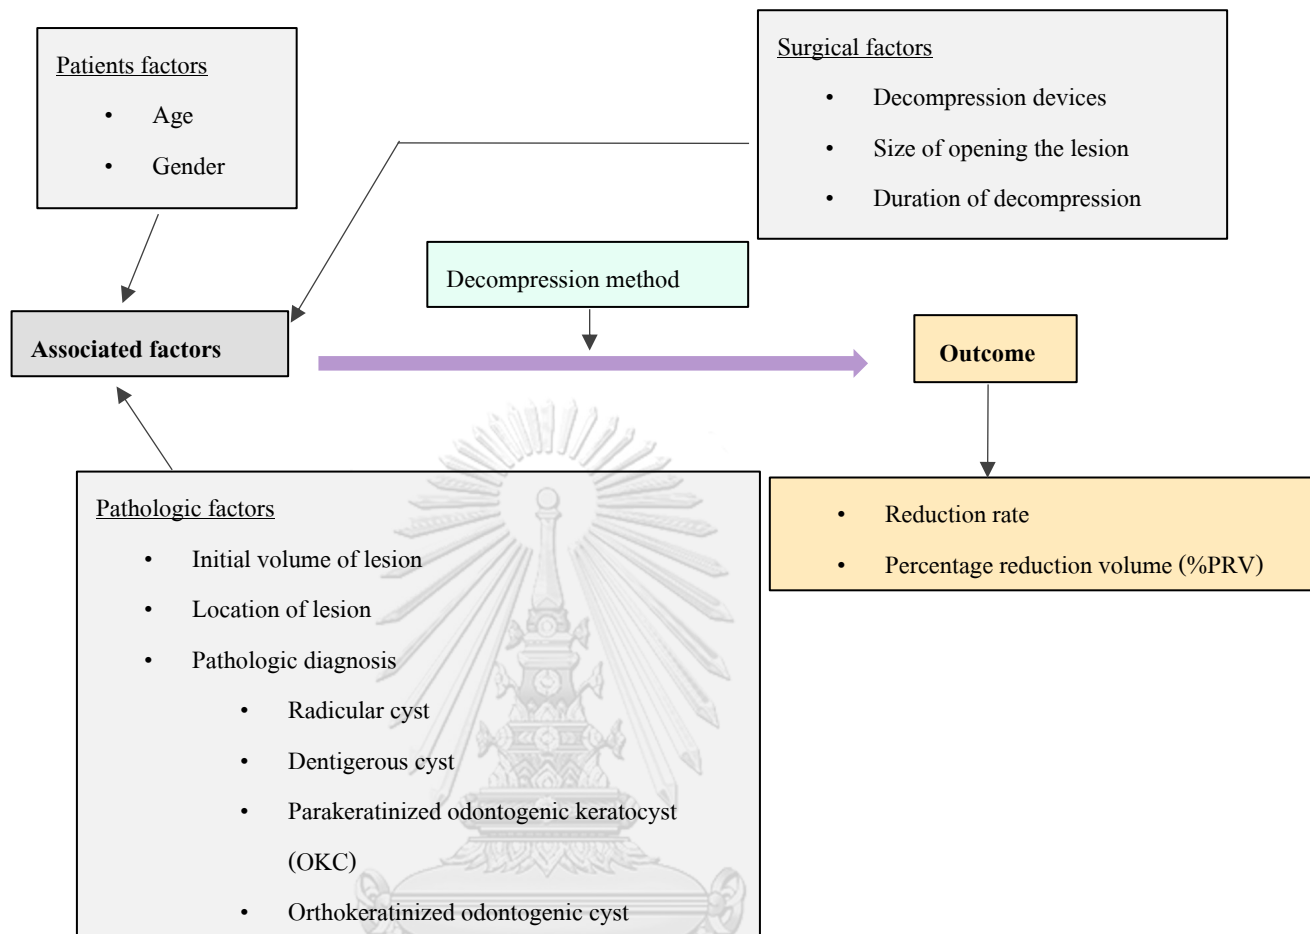 Patients factors
• Age
• Gender
Surgical factors
• Decompression devices
• Size of opening the lesion
• Duration of decompression
Decompression method
Associated factors
Outcome
Pathologic factors
• Initial volume of lesion
• Location of lesion
• Pathologic diagnosis
• Radicular cyst
• Dentigerous cyst
• Parakeratinized odontogenic keratocyst
(OKC)
• Orthokeratinized odontogenic cyst
• Reduction rate
• Percentage reduction volume (%PRV)